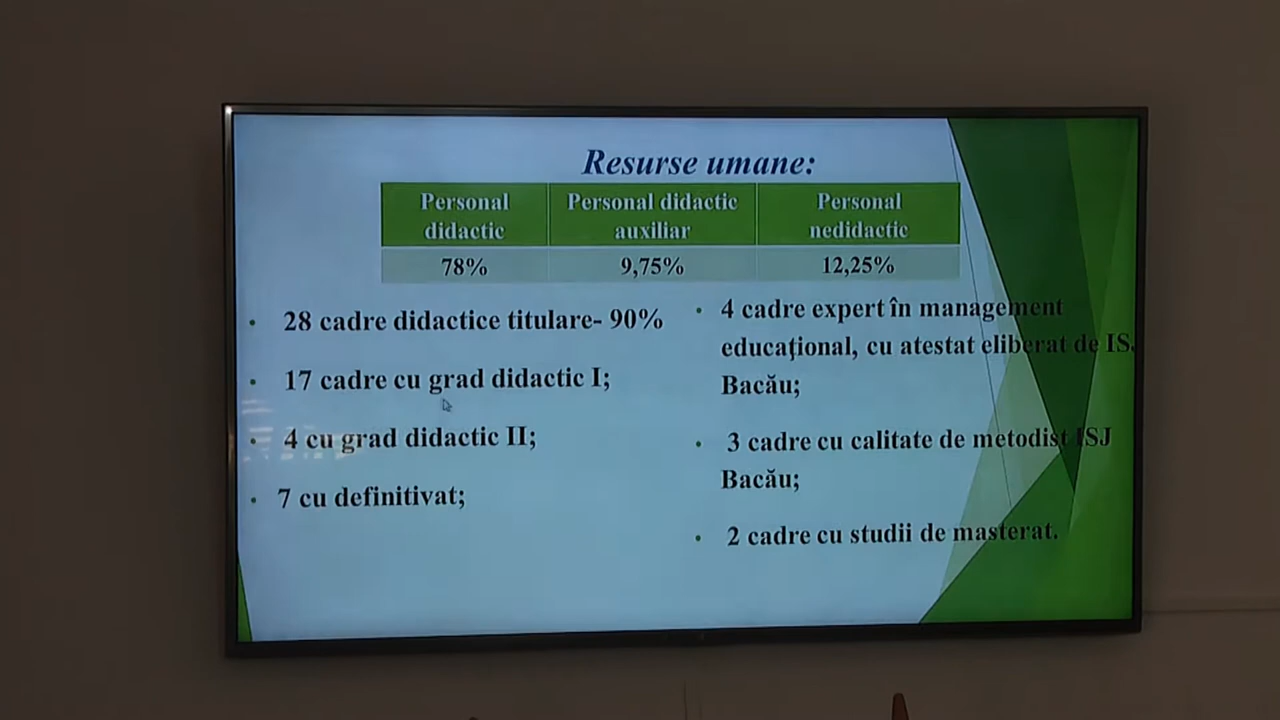 Resurse umane:
Personal didactic
Personal didactic auxiliar
Personal nedidactic
78%
9,75%
12,25%
28 cadre didactice titulare- 90%
17 cadre cu grad didactic I;
4 cu grad didactic II;
7 cu definitivat;
4 cadre expert în management
educaţional, cu atestat eliberat de IS
Bacău;
3 cadre cu calitate de metodist ISJ
Bacău;
2 cadre cu studii de masterat.